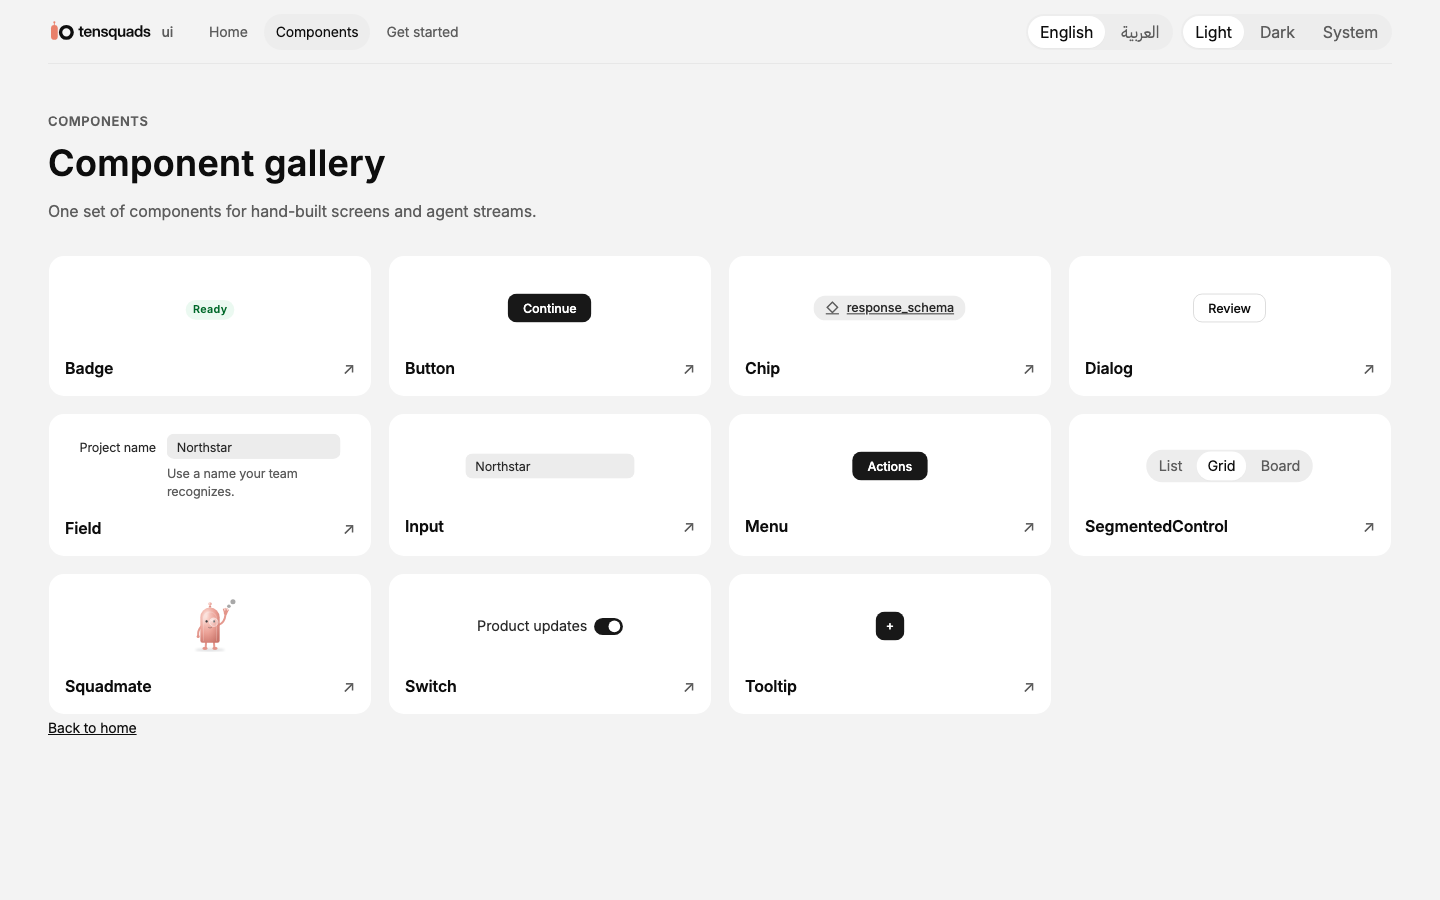 tensquads ui
Home
Components
Get started
English
العربية
Light
Dark
System
COMPONENTS
Component gallery
One set of components for hand-built screens and agent streams.
Ready
Badge
Continue
Button
response_schema
Chip
Review
Dialog
Project name
Northstar
Use a name your team
recognizes.
Field
Northstar
Input
Actions
Menu
List
Grid
Board
SegmentedControl
Squadmate
Product updates
Switch
+
Tooltip
Back to home